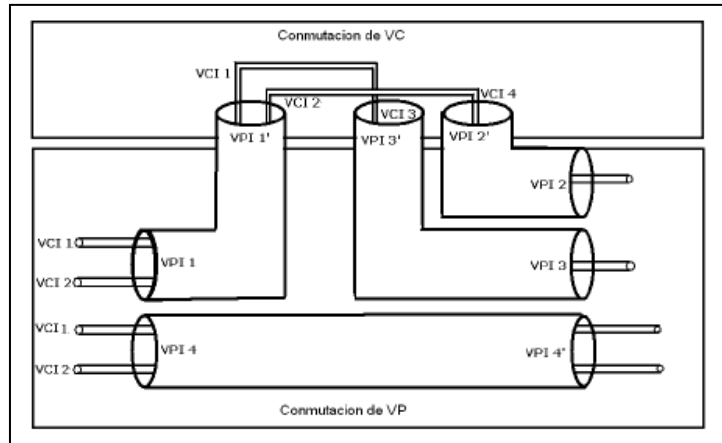 Conmutacion de VC
VCI 1
VCI 2
VCI 3
VCI 4
VPI 1'
VPI 3'
VPI 2'
VPI 2
VCI 1
VPI 1
VPI 3
VCI 2
VCI 1
VPI 4
VPI 4'
VCI 2
Conmutacion de VP